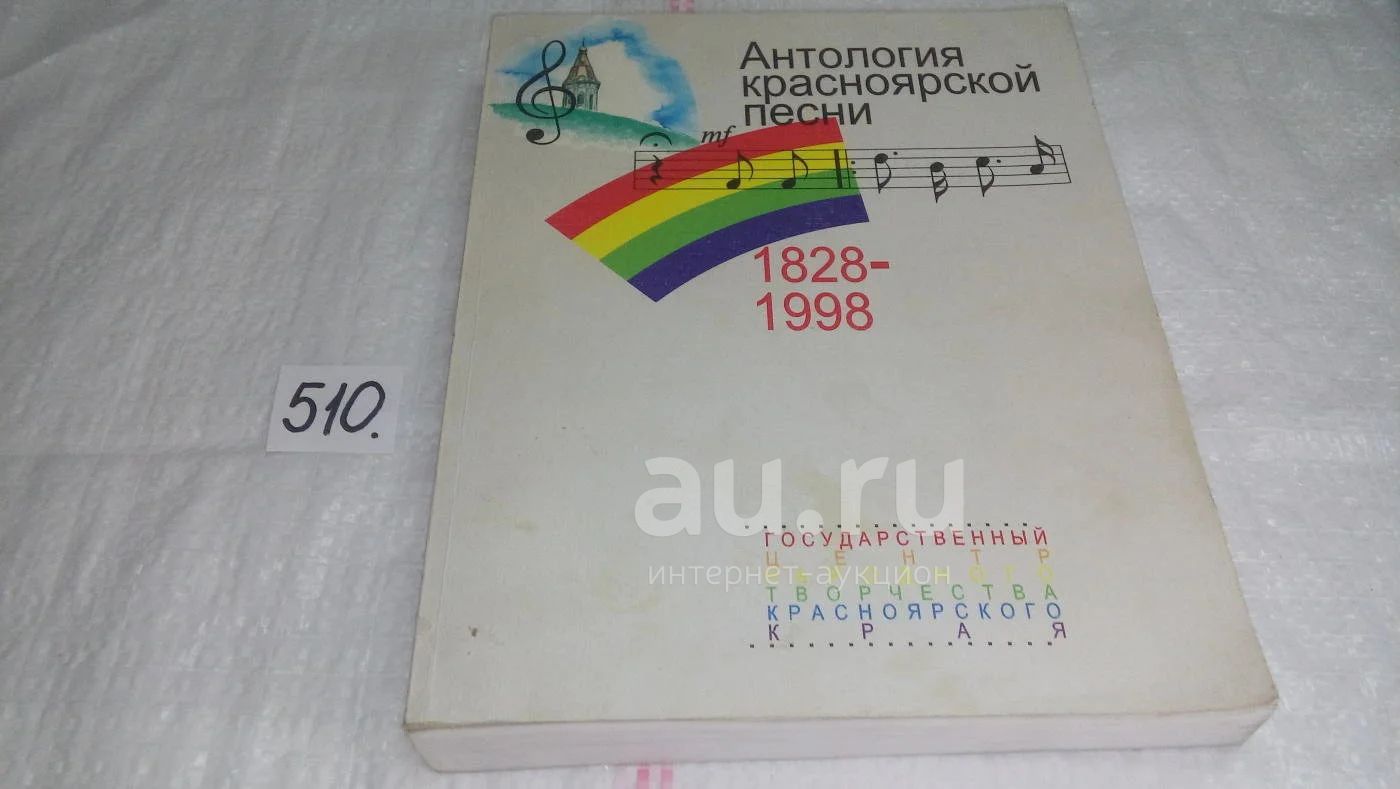 Антология
красноярской
песни
mf
1828-
1998
510.
au.ru
интернет-аукцион
ГОСУДАРСТВЕННЫЙ
ЦЕНТР
ТВОРЧЕСТВА
КРАСНОЯРСКОГО
КРАЯ